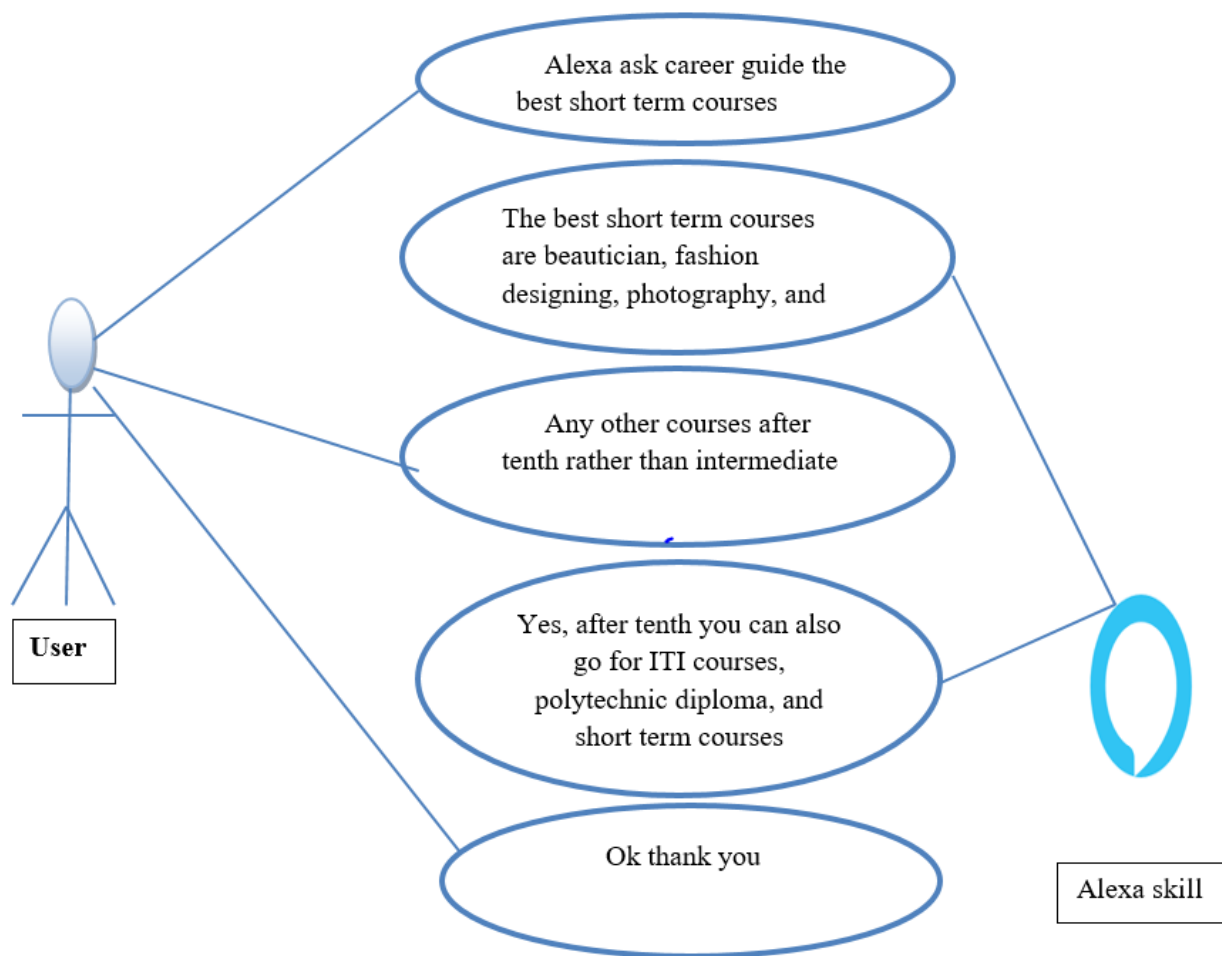 Alexa ask career guide the
best short term courses
The best short term courses
are beautician, fashion
designing, photography, and
Any other courses after
tenth rather than intermediate
User
Yes, after tenth you can also
go for ITI courses,
polytechnic diploma, and
short term courses
Ok thank you
Alexa skill